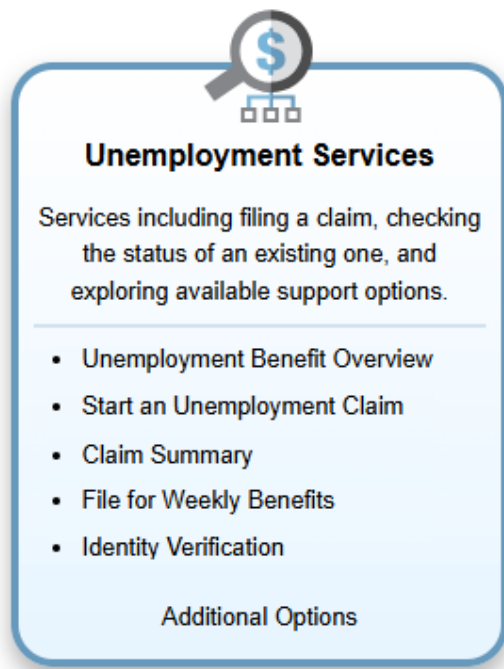 $
Unemployment Services
Services including filing a claim, checking
the status of an existing one, and
exploring available support options.
• Unemployment Benefit Overview
• Start an Unemployment Claim
• Claim Summary
• File for Weekly Benefits
• Identity Verification
Additional Options